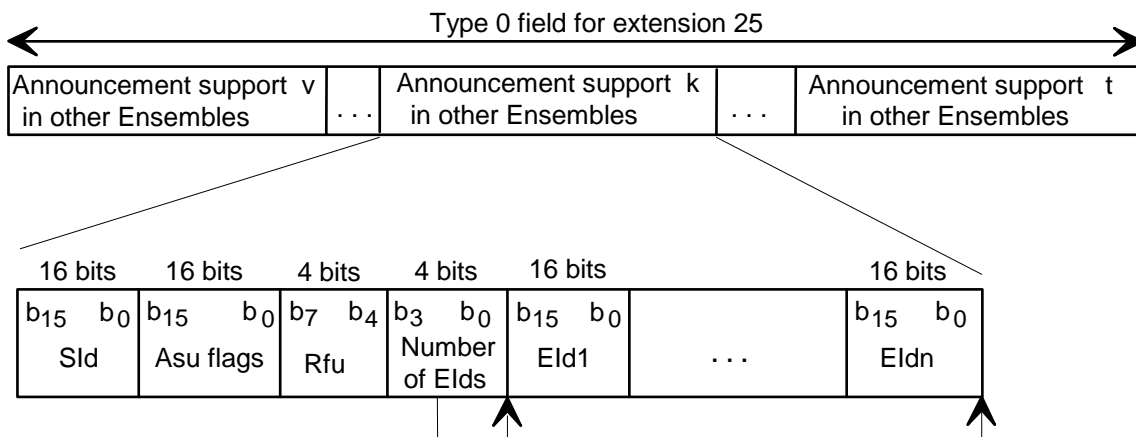 Type 0 field for extension 25
Announcement support v
in other Ensembles
. . .
Announcement support k
in other Ensembles
. . .
Announcement support t
in other Ensembles
16 bits 16 bits 4 bits 4 bits 16 bits 16 bits
b15 b0 b15 b0 b7 b4 b3 b0 b15 b0 b15 b0
SId
Asu flags
Rfu
Number
of EIds
EId1
. . .
EIdn